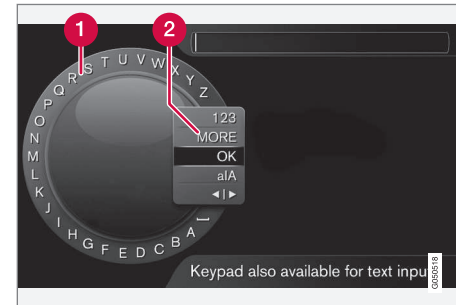 1
2
A B C D E F G H I J K L M N O P Q R S T U V W X Y Z
123
MORE
OK
a|A
◄|►
Keypad also available for text inpu
G050518